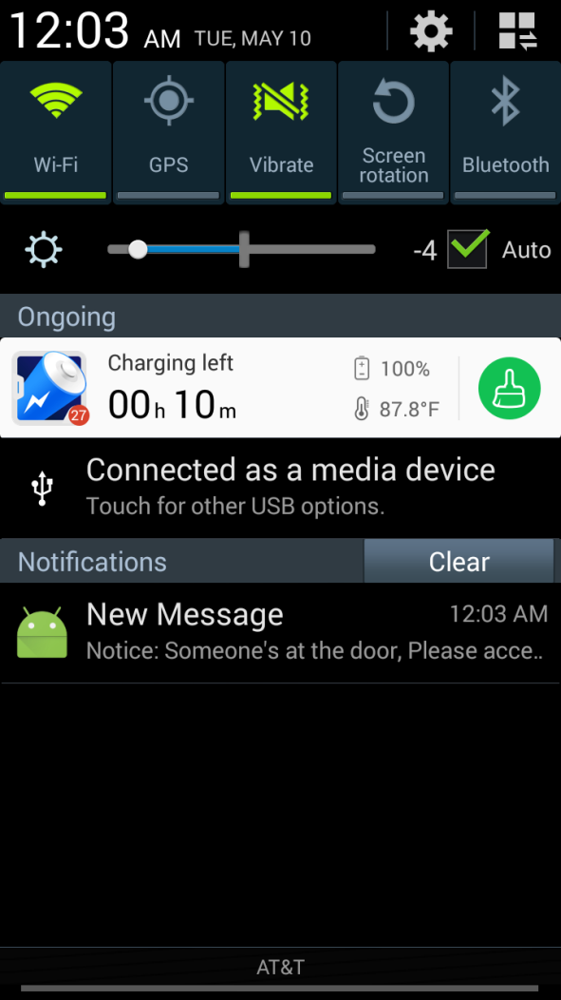 12:03 AM TUE, MAY 10
Wi-Fi
GPS
Vibrate
Screen
rotation
Bluetooth
-4 Auto
Ongoing
Charging left
00h 10m
100%
87.8°F
27
Connected as a media device
Touch for other USB options.
Notifications
Clear
New Message 12:03 AM
Notice: Someone's at the door, Please acce..
AT&T